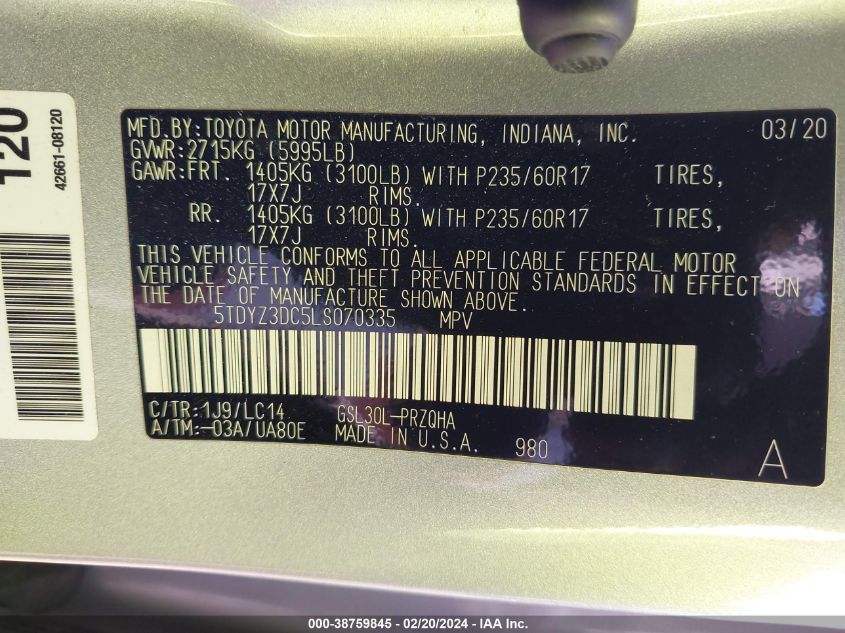 120
42661-08120
MFD.BY:TOYOTA MOTOR MANUFACTURING, INDIANA, INC. 03/20
GVWR:2715KG (5995LB)
GAWR:FRT. 1405KG (3100LB) WITH P235/60R17 TIRES,
17X7J RIMS.
RR. 1405KG (3100LB) WITH P235/60R17 TIRES,
17X7J RIMS.
THIS VEHICLE CONFORMS TO ALL APPLICABLE FEDERAL MOTOR
VEHICLE SAFETY AND THEFT PREVENTION STANDARDS IN EFFECT ON
THE DATE OF MANUFACTURE SHOWN ABOVE.
5TDYZ3DC5LS070335 MPV
C/TR:1J9/LC14 GSL30L-PRZQHA
A/TM:-03A/UA80E MADE IN U.S.A. 980
A
000-38759845 - 02/20/2024 - IAA Inc.